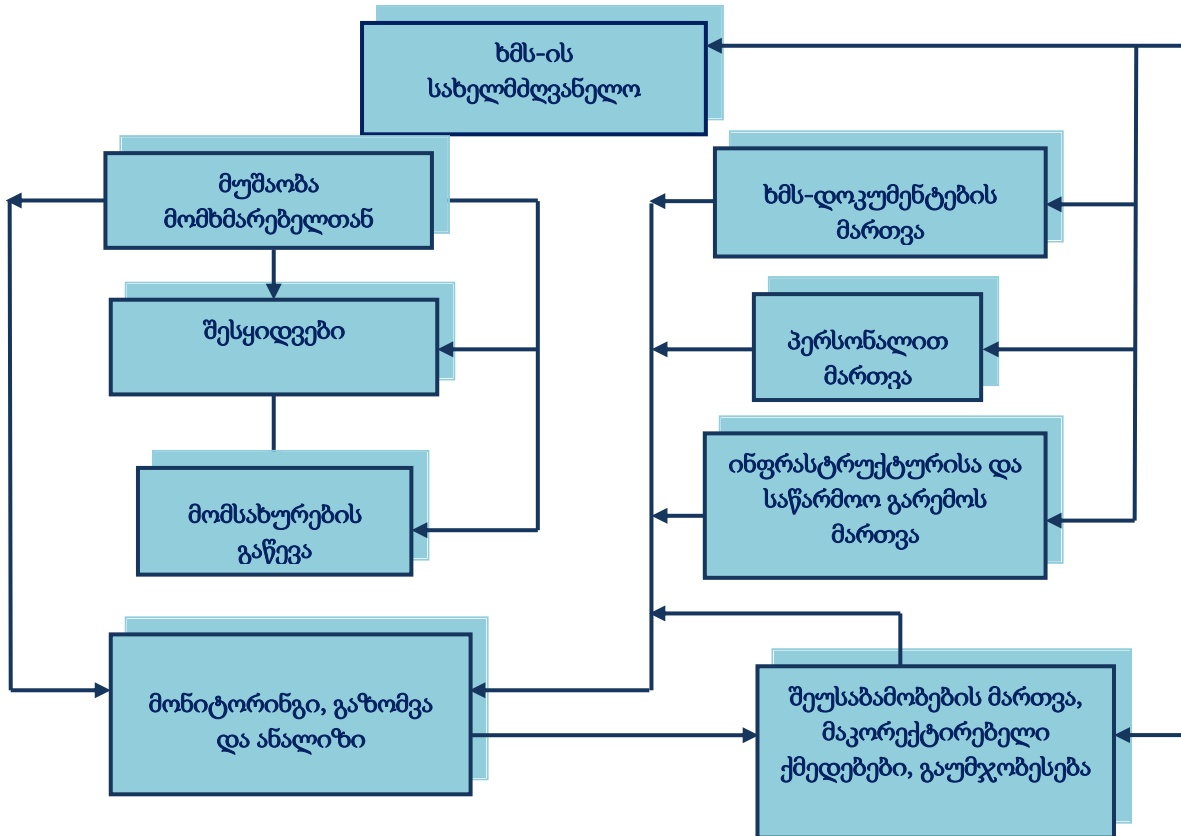 ხმს-ის
სახელმძღვანელო
მუშაობა
მომხმარებელთან
ხმს-დოკუმენტების
მართვა
შესყიდვები
პერსონალით
მართვა
ინფრასტრუქტურისა და
საწარმოო გარემოს
მართვა
მომსახურების
გაწევა
მონიტორინგი, გაზომვა
და ანალიზი
შეუსაბამობების მართვა,
მაკორექტირებელი
ქმედებები, გაუმჯობესება